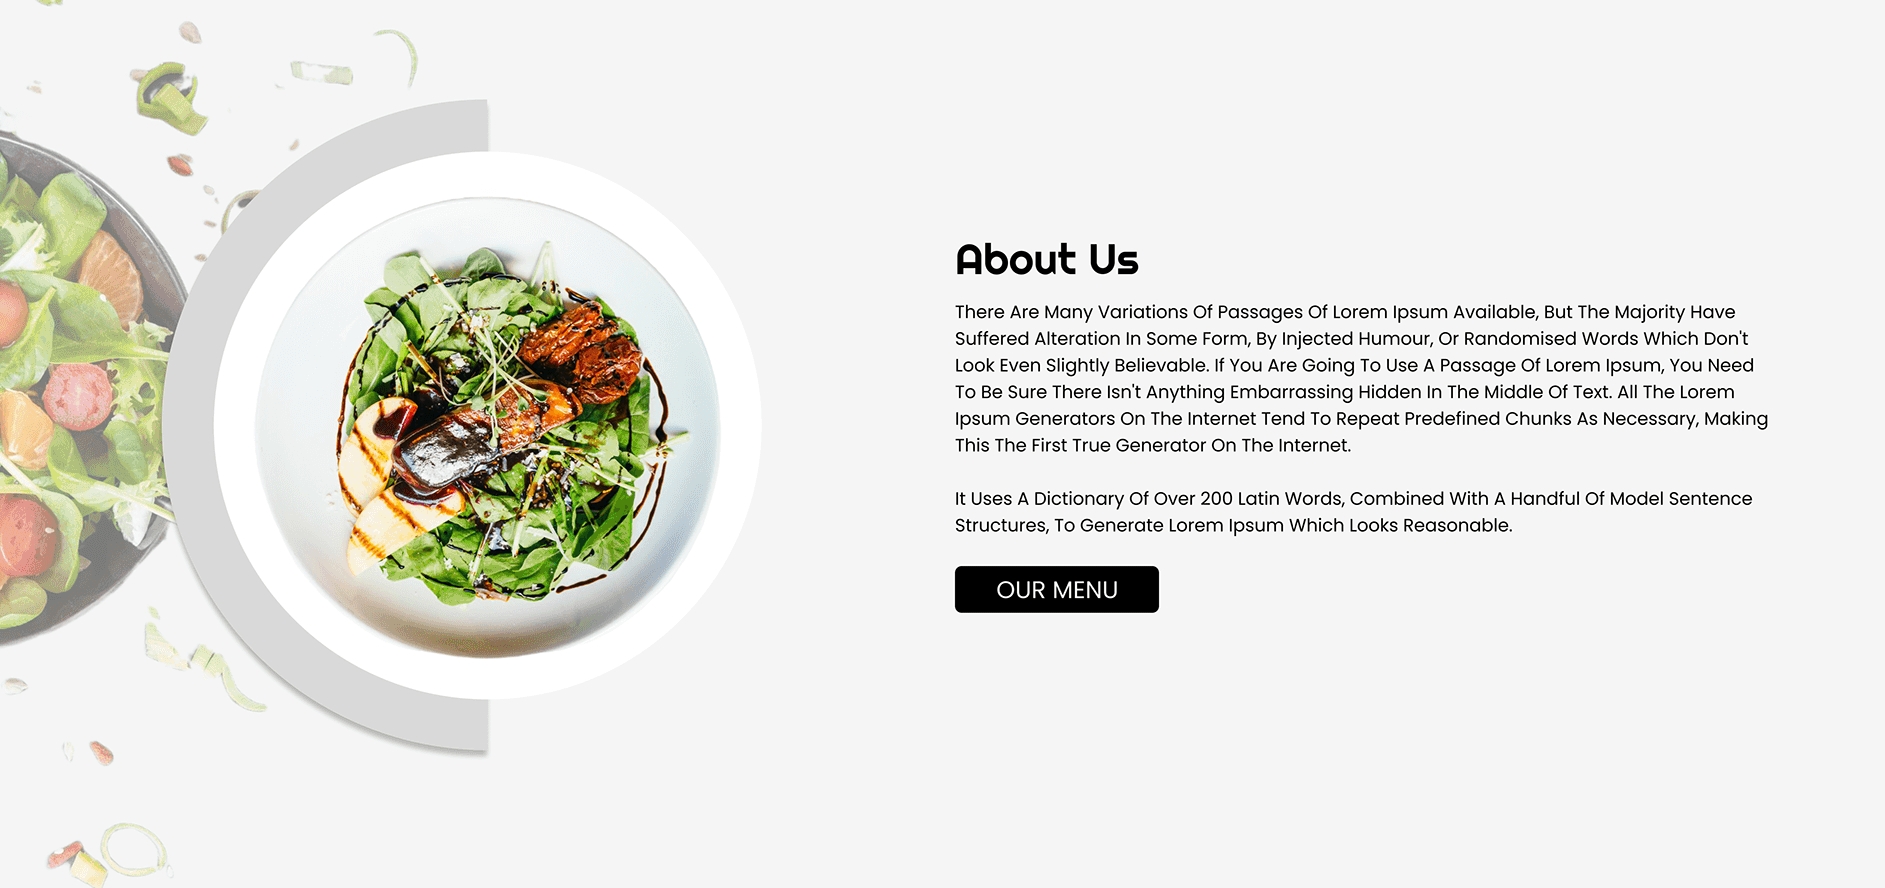 About Us
There Are Many Variations Of Passages Of Lorem Ipsum Available, But The Majority Have
Suffered Alteration In Some Form, By Injected Humour, Or Randomised Words Which Don't
Look Even Slightly Believable. If You Are Going To Use A Passage Of Lorem Ipsum, You Need
To Be Sure There Isn't Anything Embarrassing Hidden In The Middle Of Text. All The Lorem
Ipsum Generators On The Internet Tend To Repeat Predefined Chunks As Necessary, Making
This The First True Generator On The Internet.
It Uses A Dictionary Of Over 200 Latin Words, Combined With A Handful Of Model Sentence
Structures, To Generate Lorem Ipsum Which Looks Reasonable.
OUR MENU